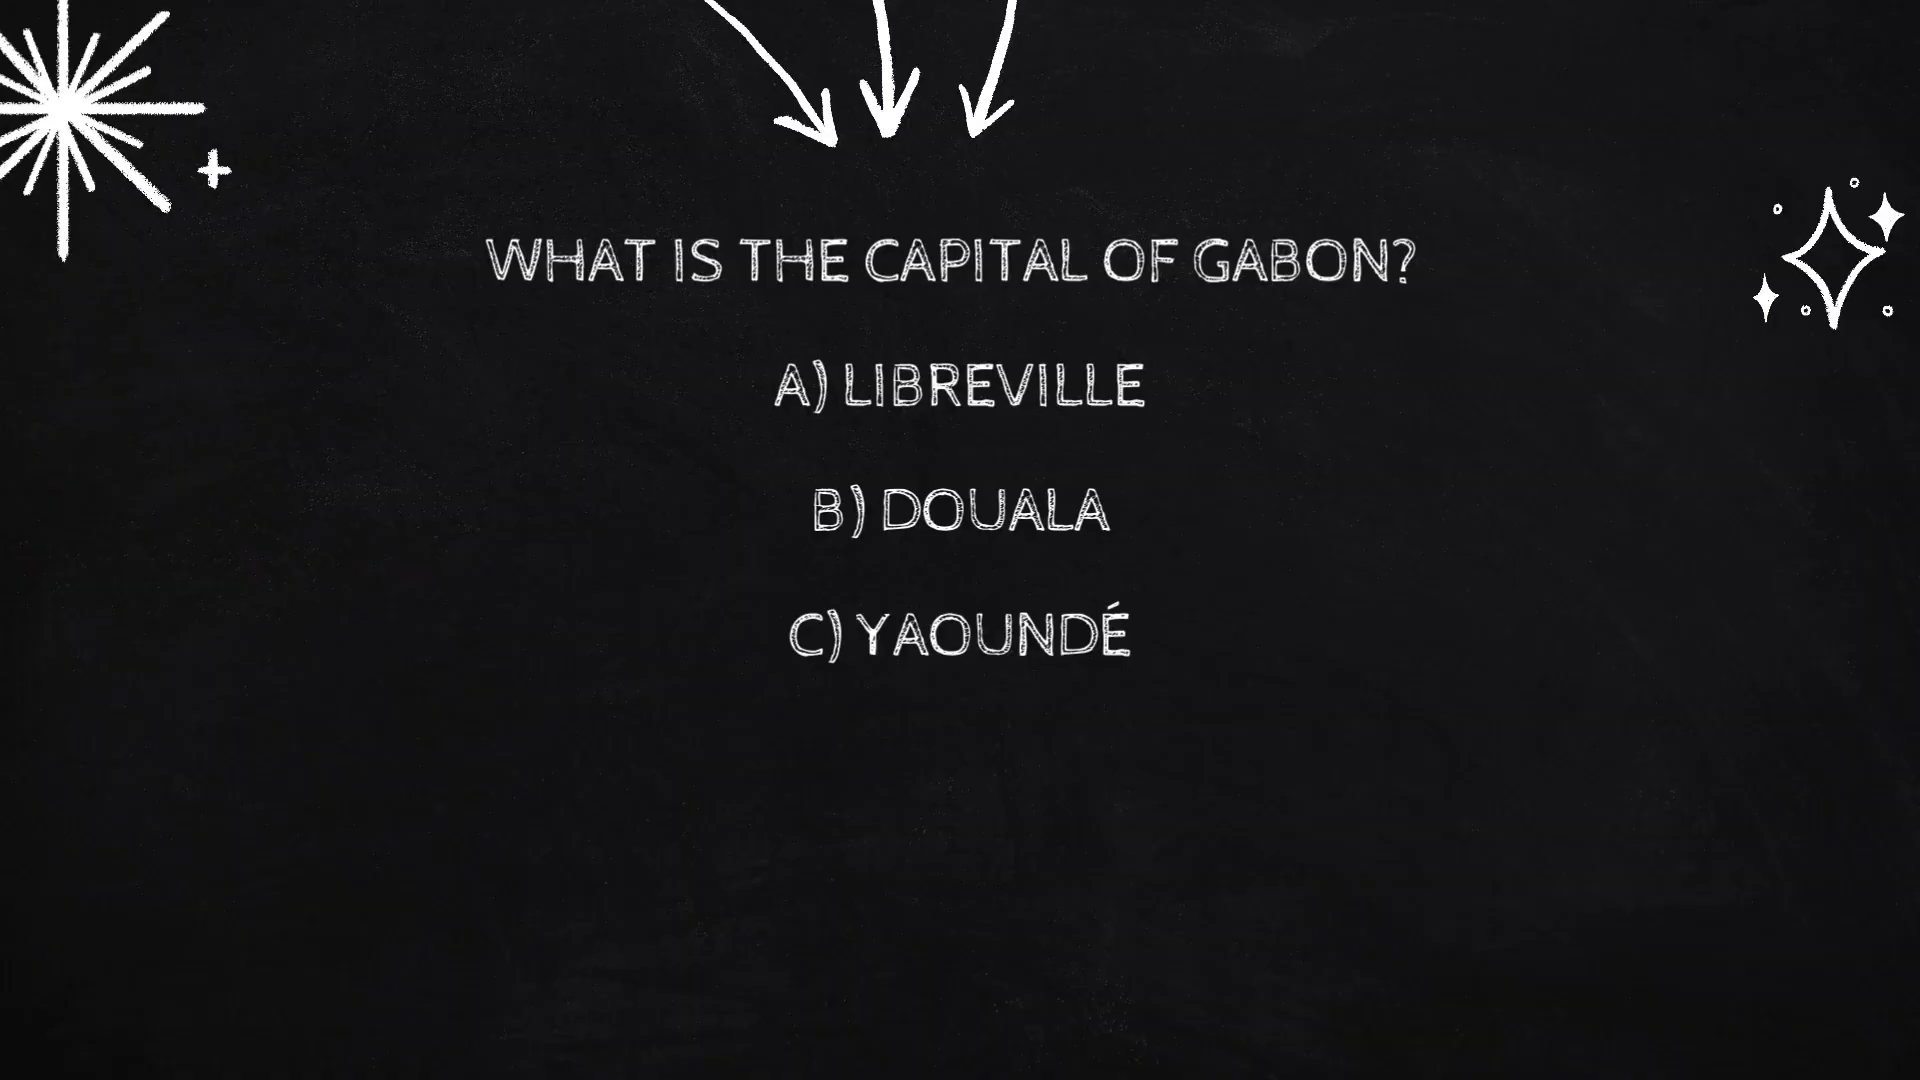 WHAT IS THE CAPITAL OF GABON?
A) LIBREVILLE
B) DOUALA
C) YAOUNDÉ